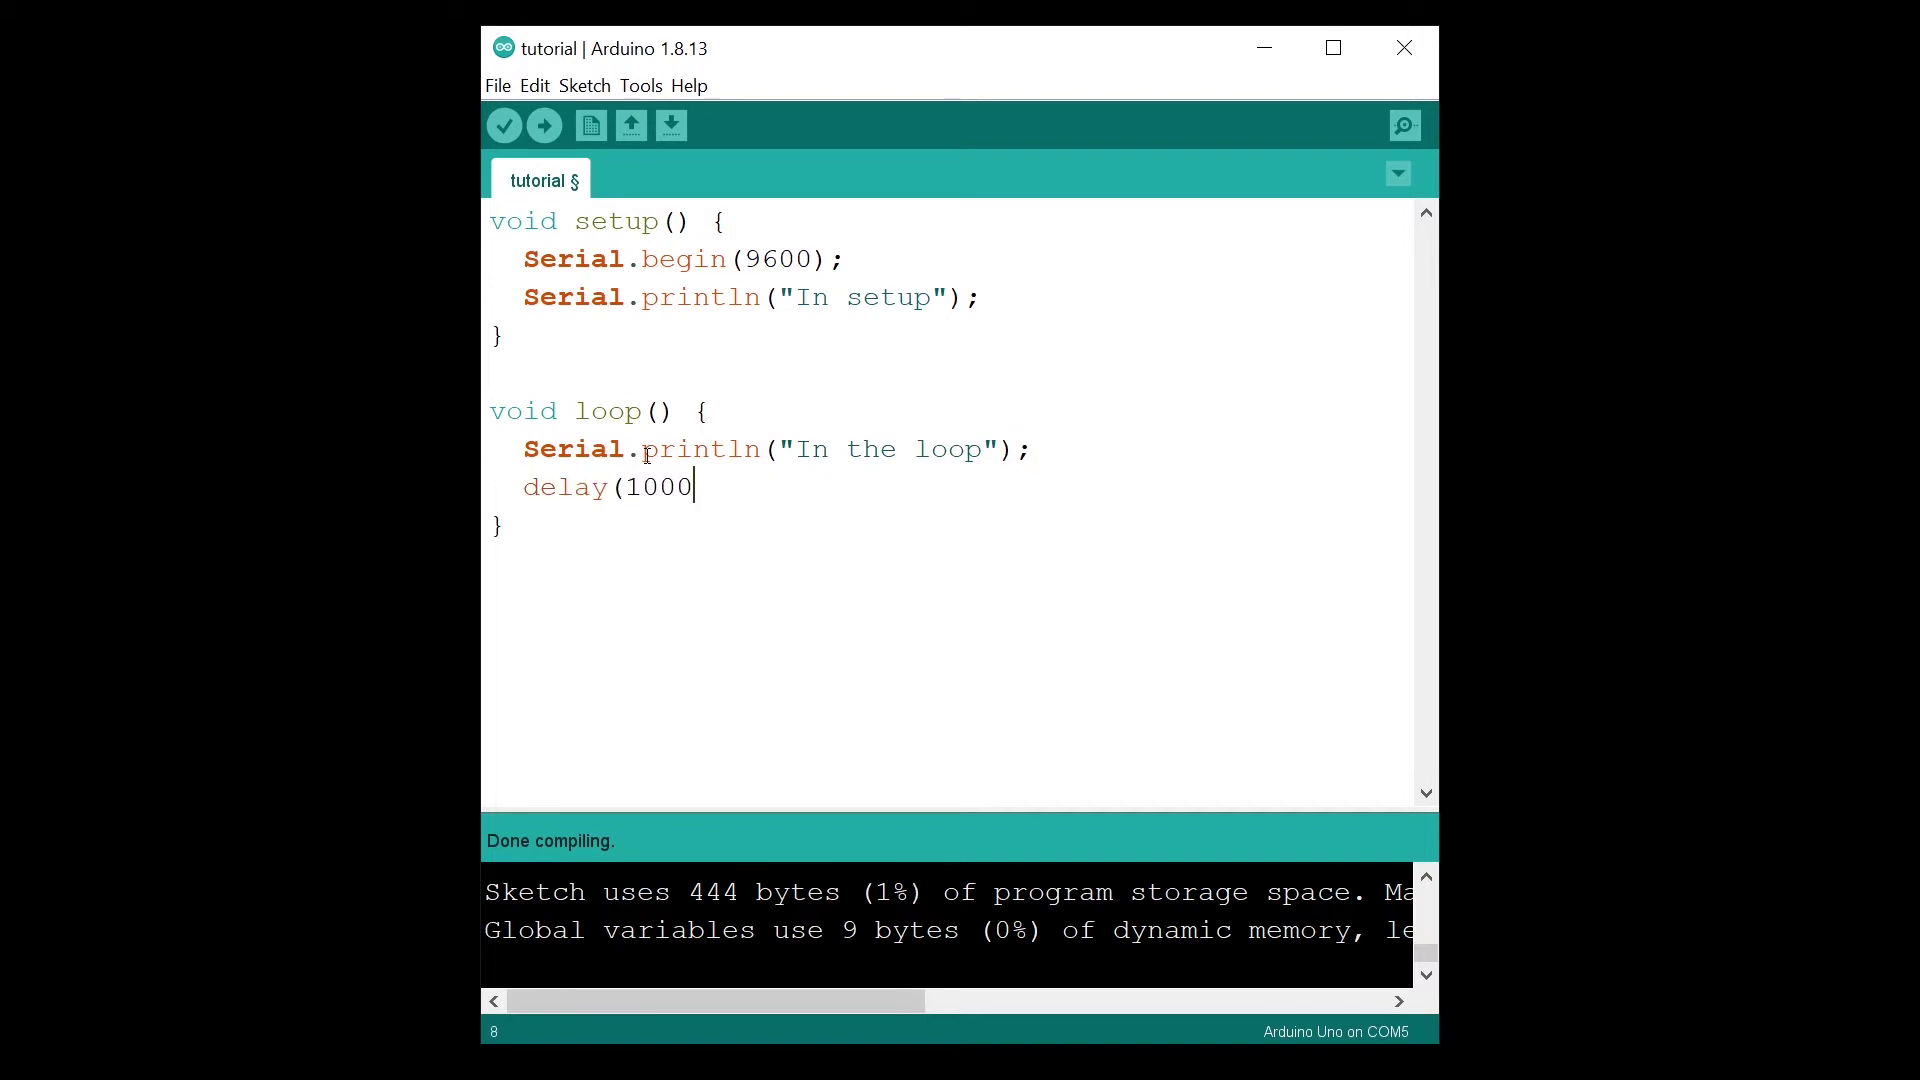 tutorial | Arduino 1.8.13
File Edit Sketch Tools Help
tutorial §
void setup() {
  Serial.begin(9600);
  Serial.println("In setup");
}

void loop() {
  Serial.println("In the loop");
  delay(1000
}
Done compiling.
Sketch uses 444 bytes (1%) of program storage space. Ma
Global variables use 9 bytes (0%) of dynamic memory, le
8
Arduino Uno on COM5